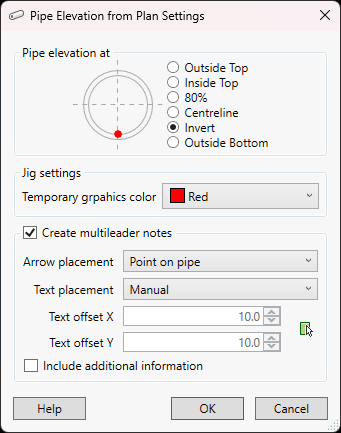 Pipe Elevation from Plan Settings
Pipe elevation at
Outside Top
Inside Top
80%
Centreline
Invert
Outside Bottom
Jig settings
Temporary grpahics color
Red
Create multileader notes
Arrow placement
Point on pipe
Text placement
Manual
Text offset X
10.0
Text offset Y
10.0
Include additional information
Help
OK
Cancel